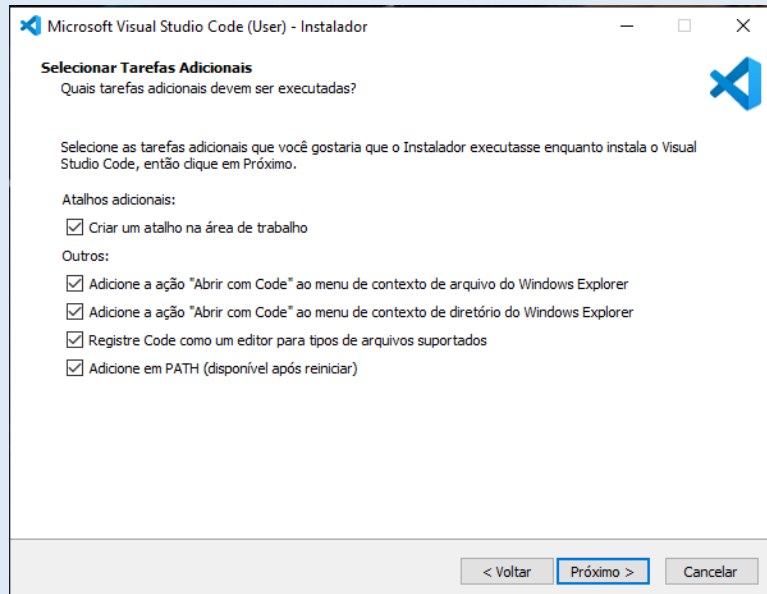 Microsoft Visual Studio Code (User) - Instalador
Selecionar Tarefas Adicionais
Quais tarefas adicionais devem ser executadas?
Selecione as tarefas adicionais que você gostaria que o Instalador executasse enquanto instala o Visual
Studio Code, então clique em Próximo.
Atalhos adicionais:
Criar um atalho na área de trabalho
Outros:
Adicione a ação "Abrir com Code" ao menu de contexto de arquivo do Windows Explorer
Adicione a ação "Abrir com Code" ao menu de contexto de diretório do Windows Explorer
Registre Code como um editor para tipos de arquivos suportados
Adicione em PATH (disponível após reiniciar)
< Voltar Próximo > Cancelar